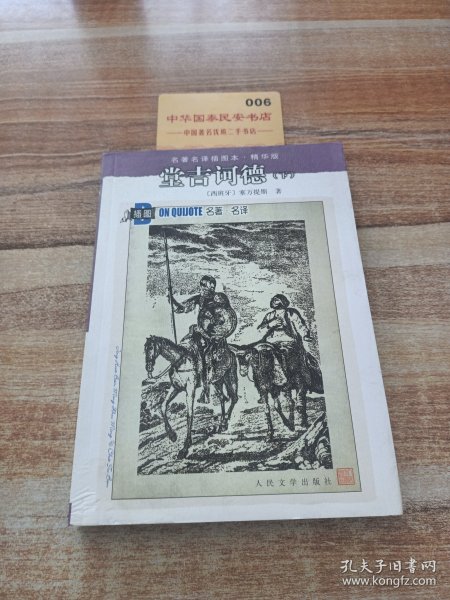 006
中华国泰民安书店
中国著名线装二手书店
名著名译插图本·精华版
堂吉诃德(下)
〔西班牙〕塞万提斯 著
插图 DON QUIJOTE 名著·名译
人民文学出版社
孔夫子旧书网
www.kongfz.com